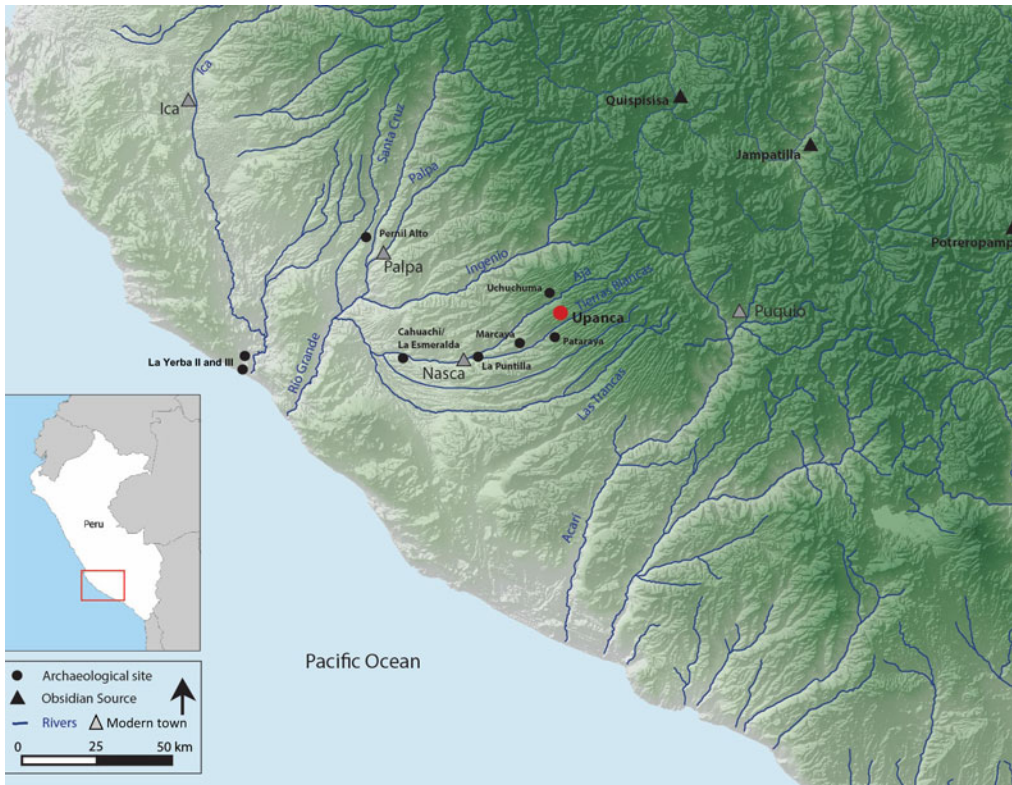 Ica
Ica
Santa Cruz
Palpa
Quispisisa
Jampatilla
Potreropamp
Pernil Alto
Palpa
Ingenio
Aja
Uchuchuma
Tierras Blancas
Upanca
Puquio
Marcaya
Cahuachi/
La Esmeralda
Pataraya
La Puntilla
Nasca
La Yerba II and III
Rio Grande
Las Trancas
Acarí
Peru
Pacific Ocean
Archaeological site
Obsidian Source
Rivers
Modern town
0 25 50 km